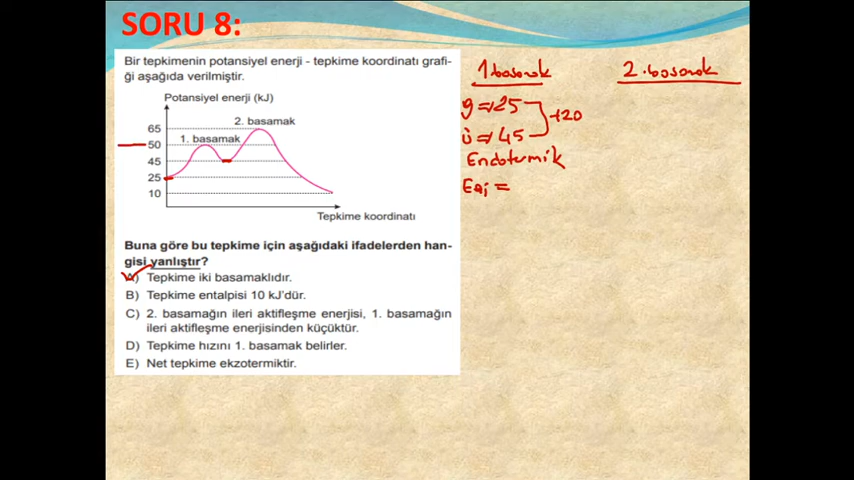 SORU 8:
Bir tepkimenin potansiyel enerji - tepkime koordinatı grafi-
ği aşağıda verilmiştir.
Potansiyel enerji (kJ)
65
50
45
25
10
1. basamak
2. basamak
Tepkime koordinatı
Buna göre bu tepkime için aşağıdaki ifadelerden han-
gisi yanlıştır?
A) Tepkime iki basamaklıdır.
B) Tepkime entalpisi 10 kJ'dür.
C) 2. basamağın ileri aktifleşme enerjisi, 1. basamağın
ileri aktifleşme enerjisinden küçüktür.
D) Tepkime hızını 1. basamak belirler.
E) Net tepkime ekzotermiktir.
1.basamak
g => 25
ü => 45
+20
Endotermik
Eai =
2.basamak